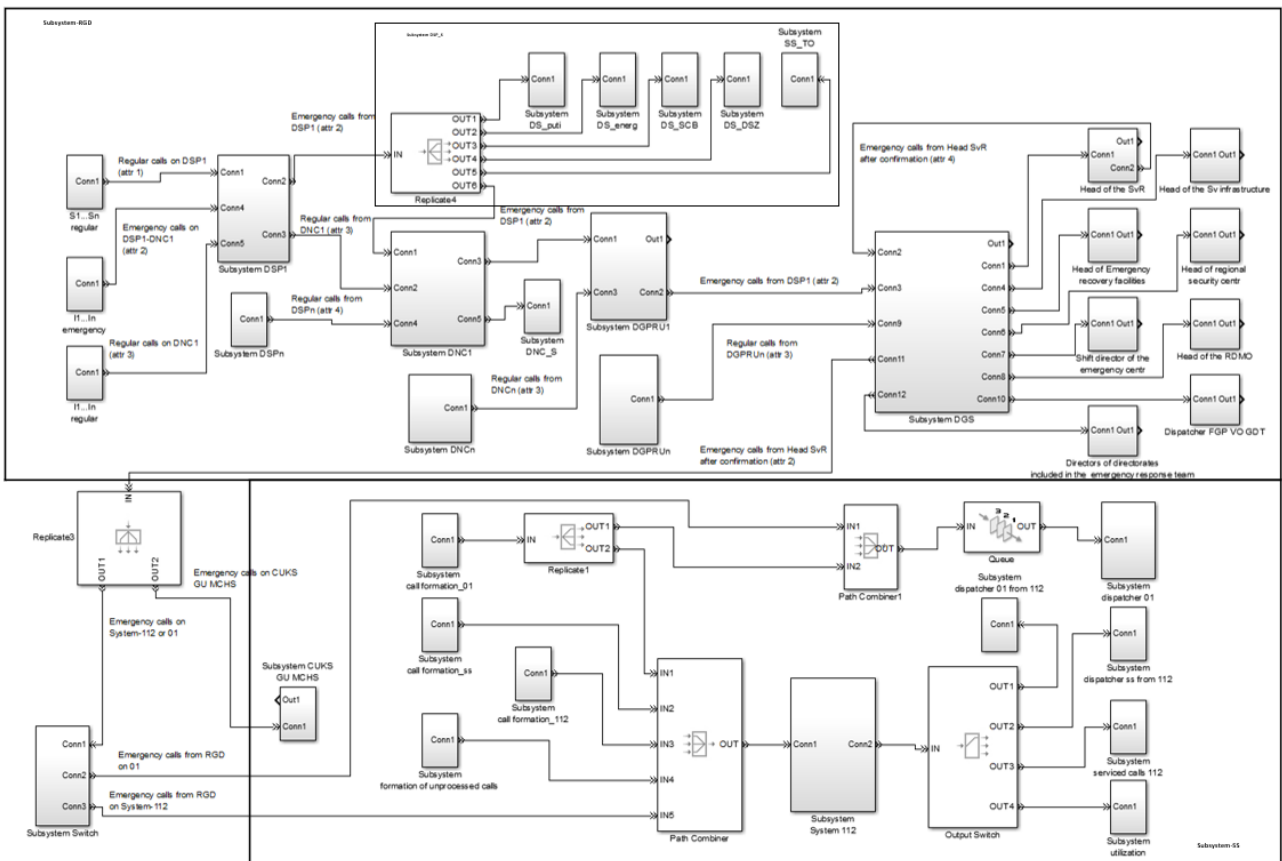 Subsystem-RGD
Subsystem DSP_S
Subsystem
SS_TO
Conn1
Conn1
Conn1
Conn1
Conn1
Subsystem
DS_puti
Subsystem
DS_energ
Subsystem
DS_SCB
Subsystem
DS_DSZ
Emergency calls from
DSP1 (attr 2)
IN
OUT1
OUT2
OUT3
OUT4
OUT5
OUT6
Replicate4
Regular calls on DSP1
(attr 1)
Conn1
S1...Sn
regular
Emergency calls on
DSP1-DNC1
(attr 2)
Conn1
I1...In
emergency
Regular calls on DNC1
(attr 3)
Conn1
I1...In
regular
Conn1
Conn4
Conn5
Conn2
Conn3
Subsystem DSP1
Regular calls from
DNC1 (attr 3)
Emergency calls from
DSP1 (attr 2)
Conn1
Subsystem DSPn
Regular calls from
DSPn (attr 4)
Conn1
Conn2
Conn4
Conn3
Conn5
Subsystem DNC1
Conn1
Subsystem
DNC_S
Conn1
Conn3
Out1
Conn2
Subsystem DGPRU1
Regular calls from
DNCn (attr 3)
Conn1
Subsystem DNCn
Conn1
Subsystem DGPRUn
Emergency calls from DSP1 (attr 2)
Regular calls from
DGPRUn (attr 3)
Emergency calls from Head SvR
after confirmation (attr 2)
Emergency calls from Head SvR
after confirmation (attr 4)
Conn2
Conn3
Conn9
Conn11
Conn12
Out1
Conn1
Conn4
Conn5
Conn6
Conn7
Conn8
Conn10
Subsystem DGS
Conn1
Out1
Conn2
Head of the SvR
Conn1 Out1
Head of the Sv infrastructure
Conn1 Out1
Head of Emergency
recovery facilities
Conn1 Out1
Head of regional
security centr
Conn1 Out1
Shift director of the
emergency centr
Conn1 Out1
Head of the RDMO
Conn1 Out1
Dispatcher FGP VO GDT
Conn1 Out1
Directors of directorates
included in the emergency response team
IN
Replicate3
OUT1
OUT2
Emergency calls on CUKS
GU MCHS
Emergency calls on
System-112 or 01
Subsystem CUKS
GU MCHS
Out1
Conn1
Conn1
Conn2
Conn3
Subsystem Switch
Emergency calls from RGD
on 01
Emergency calls from RGD
on System-112
Conn1
Subsystem
call formation_01
IN
OUT1
OUT2
Replicate1
Conn1
Subsystem
call formation_ss
Conn1
Subsystem
call formation_112
Conn1
Subsystem
formation of unprocessed calls
IN1
IN2
OUT
Path Combiner1
IN
3 2 1
OUT
Queue
Conn1
Subsystem
dispatcher 01
Subsystem
dispatcher 01 from 112
Conn1
IN1
IN2
IN3
IN4
IN5
OUT
Path Combiner
Conn1
Conn2
Subsystem
System 112
IN
OUT1
OUT2
OUT3
OUT4
Output Switch
Conn1
Subsystem
dispatcher ss from 112
Conn1
Subsystem
serviced calls 112
Conn1
Subsystem
utilization
Subsystem-SS